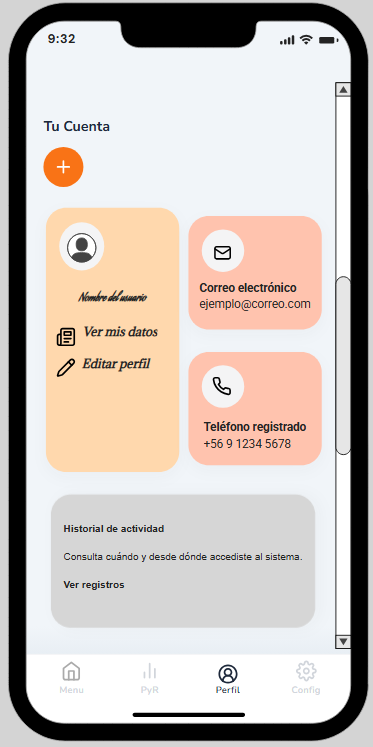 9:32
Tu Cuenta
Nombre del usuario
Ver mis datos
Editar perfil
Correo electrónico
ejemplo@correo.com
Teléfono registrado
+56 9 1234 5678
Historial de actividad
Consulta cuándo y desde dónde accediste al sistema.
Ver registros
Menu
PyR
Perfil
Config